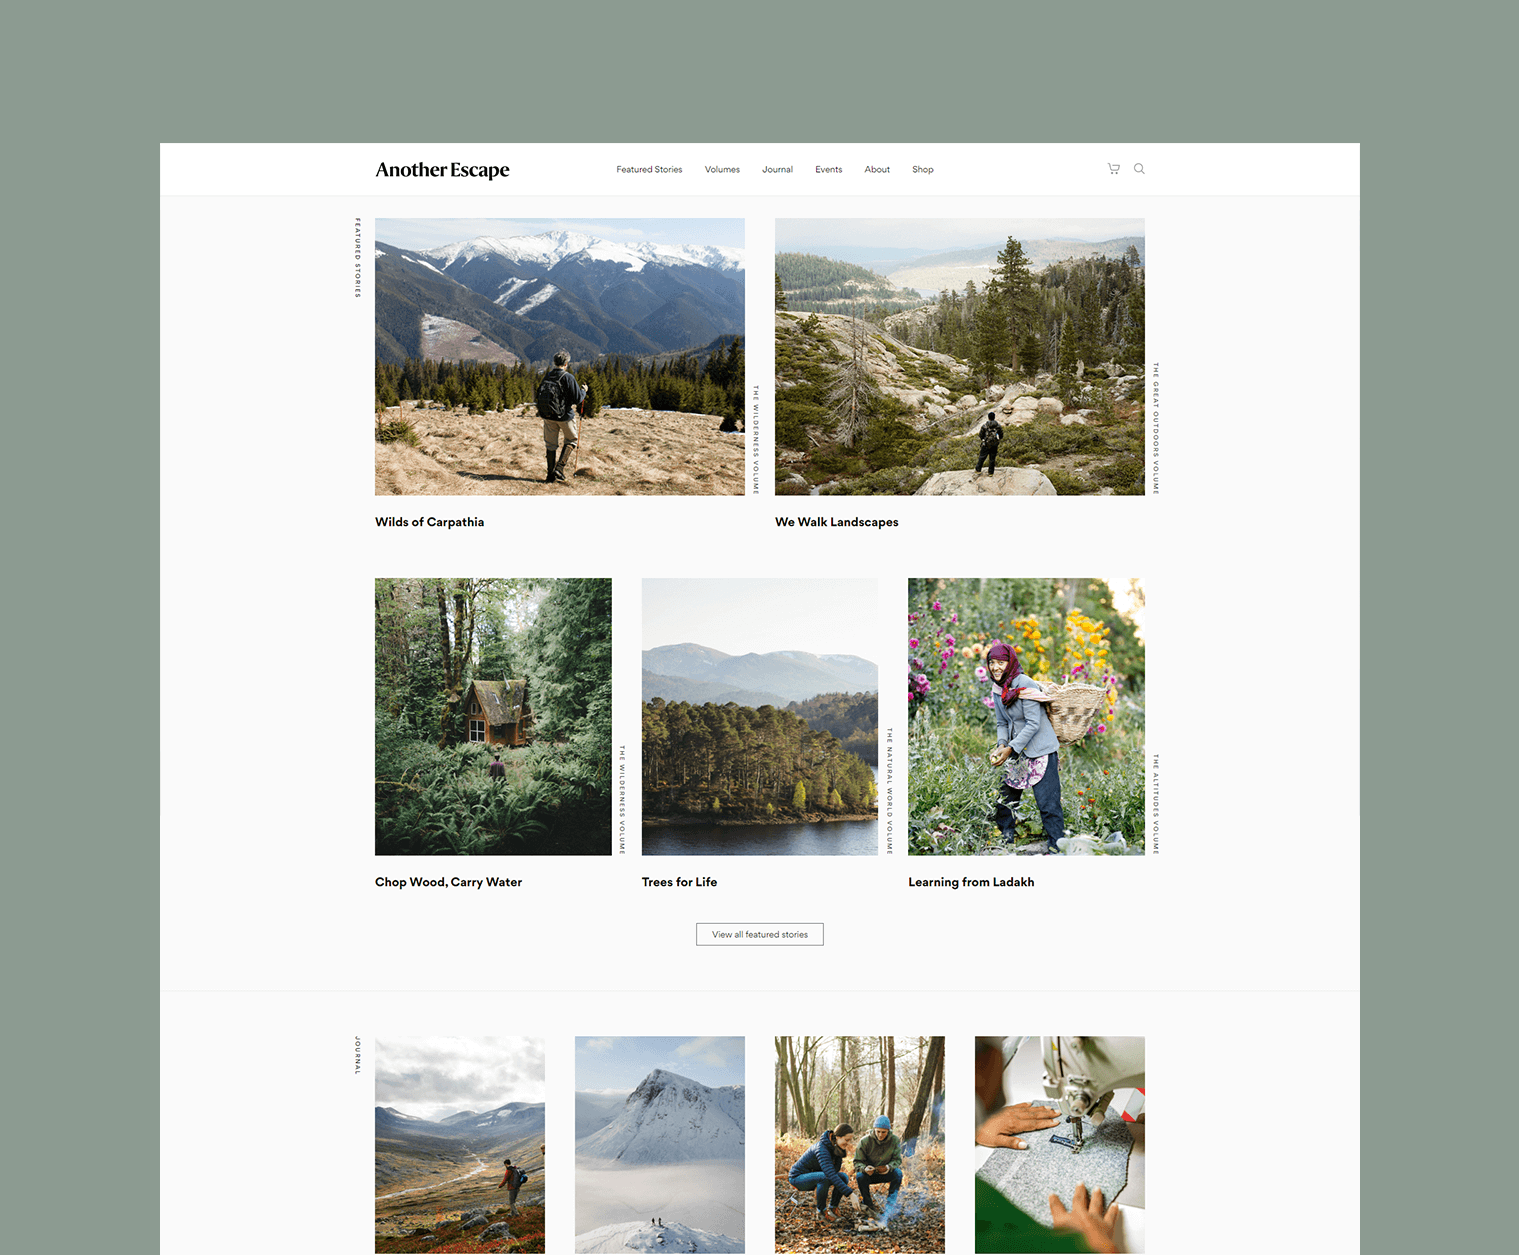 Another Escape
Featured Stories
Volumes
Journal
Events
About
Shop
FEATURED STORIES
THE WILDERNESS VOLUME
THE GREAT OUTDOORS VOLUME
Wilds of Carpathia
We Walk Landscapes
THE WILDERNESS VOLUME
THE NATURAL WORLD VOLUME
THE ALTITUDES VOLUME
Chop Wood, Carry Water
Trees for Life
Learning from Ladakh
View all featured stories
JOURNAL